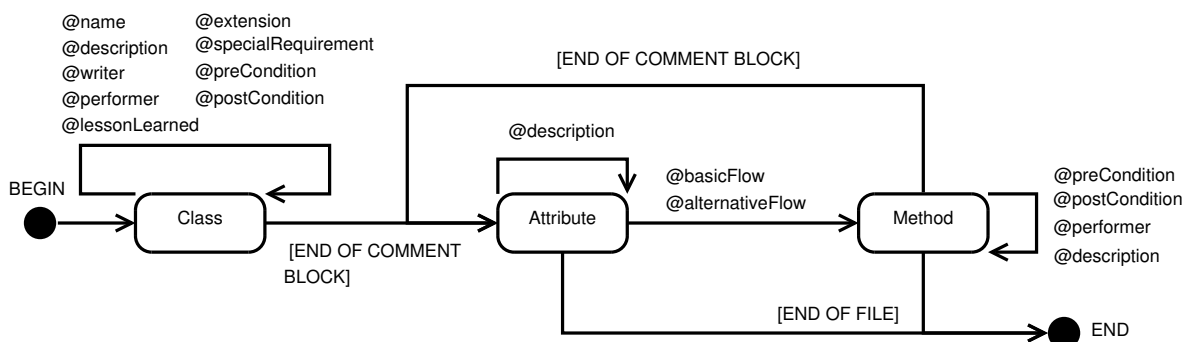 @name
@description
@writer
@performer
@lessonLearned
@extension
@specialRequirement
@preCondition
@postCondition
[END OF COMMENT BLOCK]
@description
BEGIN
@basicFlow
@alternativeFlow
@preCondition
@postCondition
@performer
@description
Class
Attribute
Method
[END OF COMMENT
BLOCK]
[END OF FILE]
END